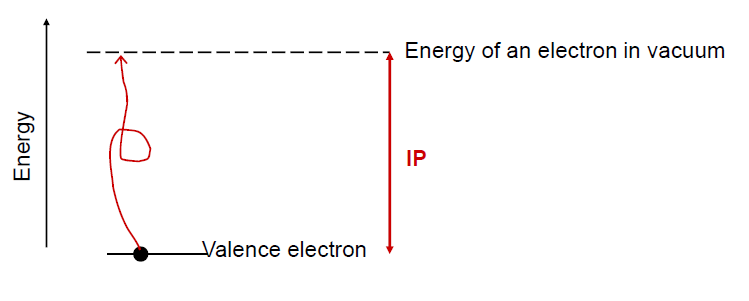 Energy of an electron in vacuum
Energy
IP
Valence electron